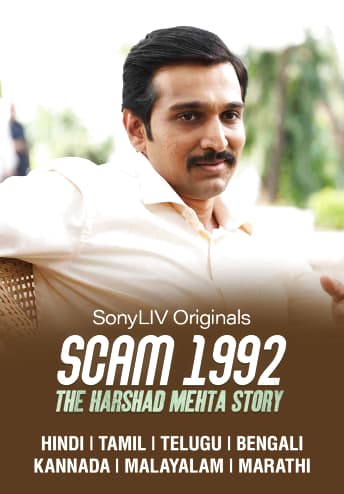 SonyLIV Originals
SCAM 1992
THE HARSHAD MEHTA STORY
HINDI | TAMIL | TELUGU | BENGALI
KANNADA | MALAYALAM | MARATHI